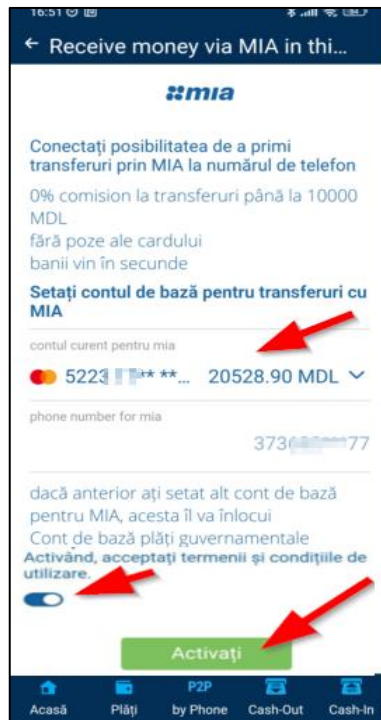 16:51
← Receive money via MIA in thi...
mia
Conectați posibilitatea de a primi
transferuri prin MIA la numărul de telefon
0% comision la transferuri până la 10000
MDL
fără poze ale cardului
banii vin în secunde
Setați contul de bază pentru transferuri cu
MIA
contul curent pentru mia
5223 ** **... 20528.90 MDL
phone number for mia
3736 77
dacă anterior ați setat alt cont de bază
pentru MIA, acesta îl va înlocui
Cont de bază plăți guvernamentale
Activând, acceptați termenii și condițiile de
utilizare.
Activați
P2P
Acasă Plăți by Phone Cash-Out Cash-In